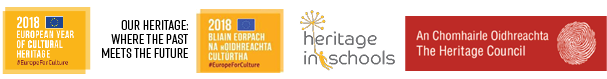 2018
EUROPEAN YEAR
OF CULTURAL
HERITAGE
#EuropeForCulture
OUR HERITAGE:
WHERE THE PAST
MEETS THE FUTURE
2018
BLIAIN EORPACH
NA hOIDHREACHTA
CULTÚRTHA
#EuropeForCulture
heritage
in schools
An Chomhairle Oidhreachta
The Heritage Council